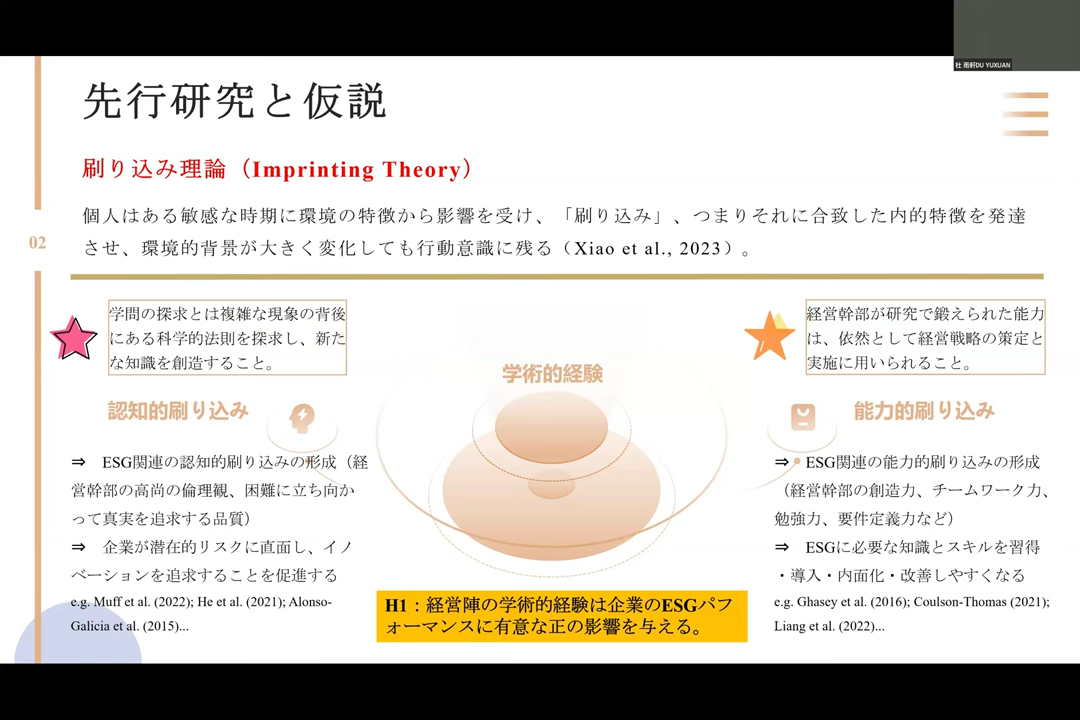 杜 雨軒DU YUXUAN
先行研究と仮説
刷り込み理論（Imprinting Theory）
個人はある敏感な時期に環境の特徴から影響を受け、「刷り込み」、つまりそれに合致した内的特徴を発達
させ、環境的背景が大きく変化しても行動意識に残る（Xiao et al., 2023）。
02
学問の探求とは複雑な現象の背後
にある科学的法則を探求し、新た
な知識を創造すること。
認知的刷り込み
⇒ ESG関連の認知的刷り込みの形成（経
営幹部の高尚の倫理観、困難に立ち向か
って真実を追求する品質）
⇒ 企業が潜在的リスクに直面し、イノ
ベーションを追求することを促進する
e.g. Muff et al. (2022); He et al. (2021); Alonso-
Galicia et al. (2015)...
学術的経験
H1：経営陣の学術的経験は企業のESGパフ
ォーマンスに有意な正の影響を与える。
経営幹部が研究で鍛えられた能力
は、依然として経営戦略の策定と
実施に用いられること。
能力的刷り込み
⇒ ESG関連の能力的刷り込みの形成
（経営幹部の創造力、チームワーク力、
勉強力、要件定義力など）
⇒ ESGに必要な知識とスキルを習得
・導入・内面化・改善しやすくなる
e.g. Ghasey et al. (2016); Coulson-Thomas (2021);
Liang et al. (2022)...